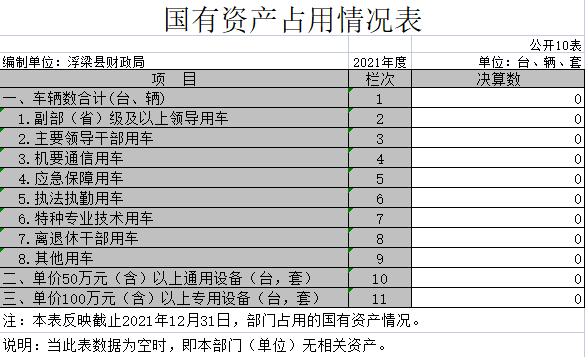 国有资产占用情况表
公开10表
编制单位：浮梁县财政局 2021年度 单位：台、辆、套
项 目 栏次 决算数
一、车辆数合计(台、辆) 1 0
1.副部（省）级及以上领导用车 2 0
2.主要领导干部用车 3 0
3.机要通信用车 4 0
4.应急保障用车 5 0
5.执法执勤用车 6 0
6.特种专业技术用车 7 0
7.离退休干部用车 8 0
8.其他用车 9 0
二、单价50万元（含）以上通用设备（台，套） 10 0
三、单价100万元（含）以上专用设备（台，套） 11 0
注：本表反映截止2021年12月31日，部门占用的国有资产情况。
说明：当此表数据为空时，即本部门（单位）无相关资产。